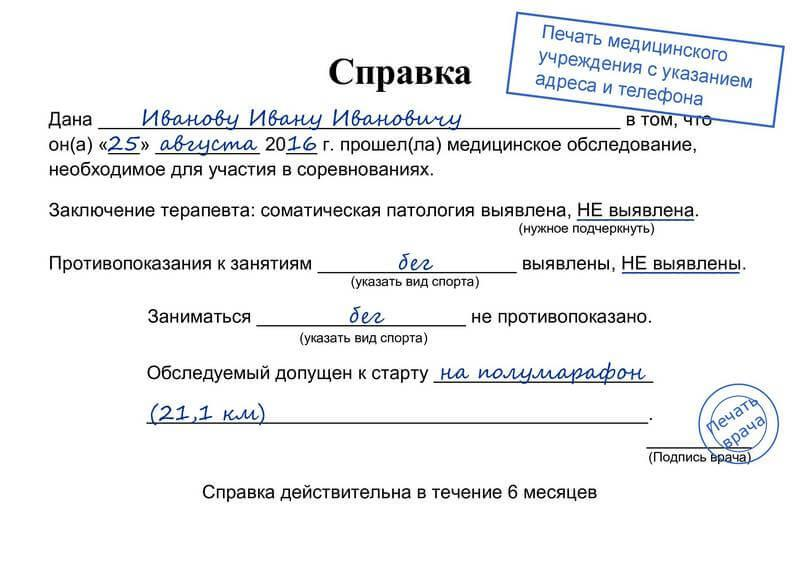 Печать медицинского
учреждения с указанием
адреса и телефона
Справка
Дана Иванову Ивану Ивановичу в том, что
он(а) «25» августа 2016 г. прошел(ла) медицинское обследование,
необходимое для участия в соревнованиях.
Заключение терапевта: соматическая патология выявлена, НЕ выявлена.
(нужное подчеркнуть)
Противопоказания к занятиям бег выявлены, НЕ выявлены.
(указать вид спорта)
Заниматься бег не противопоказано.
(указать вид спорта)
Обследуемый допущен к старту на полумарафон
(21,1 км).
Печать
врача
(Подпись врача)
Справка действительна в течение 6 месяцев